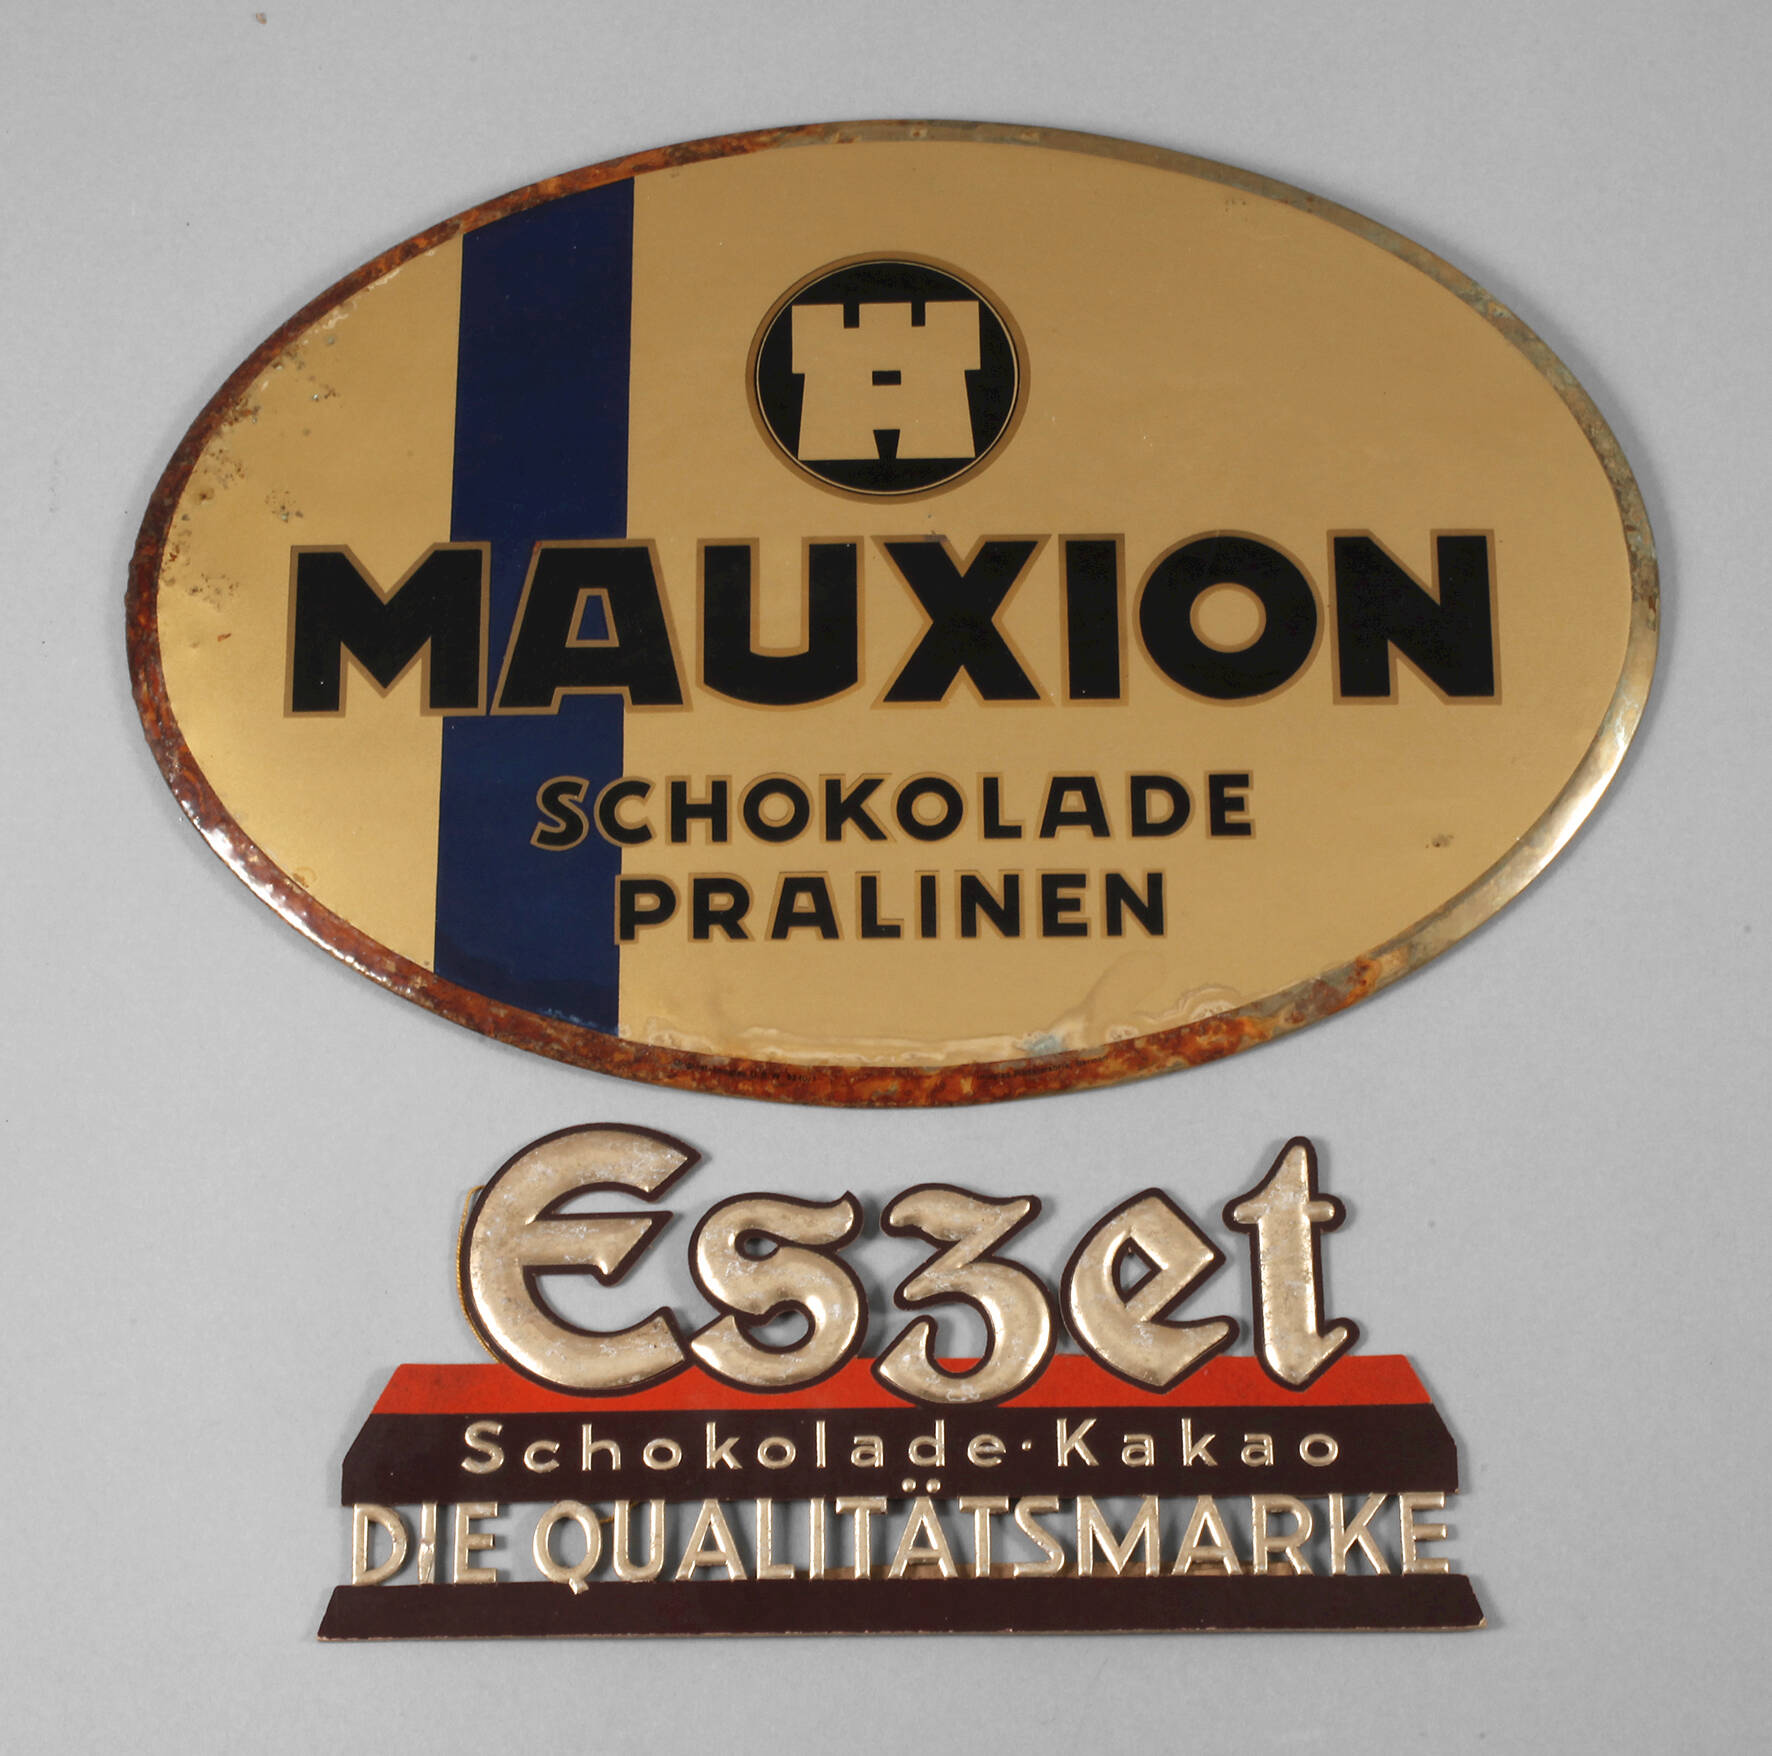 MAUXION
SCHOKOLADE
PRALINEN
Eszet
Schokolade·Kakao
DIE QUALITÄTSMARKE